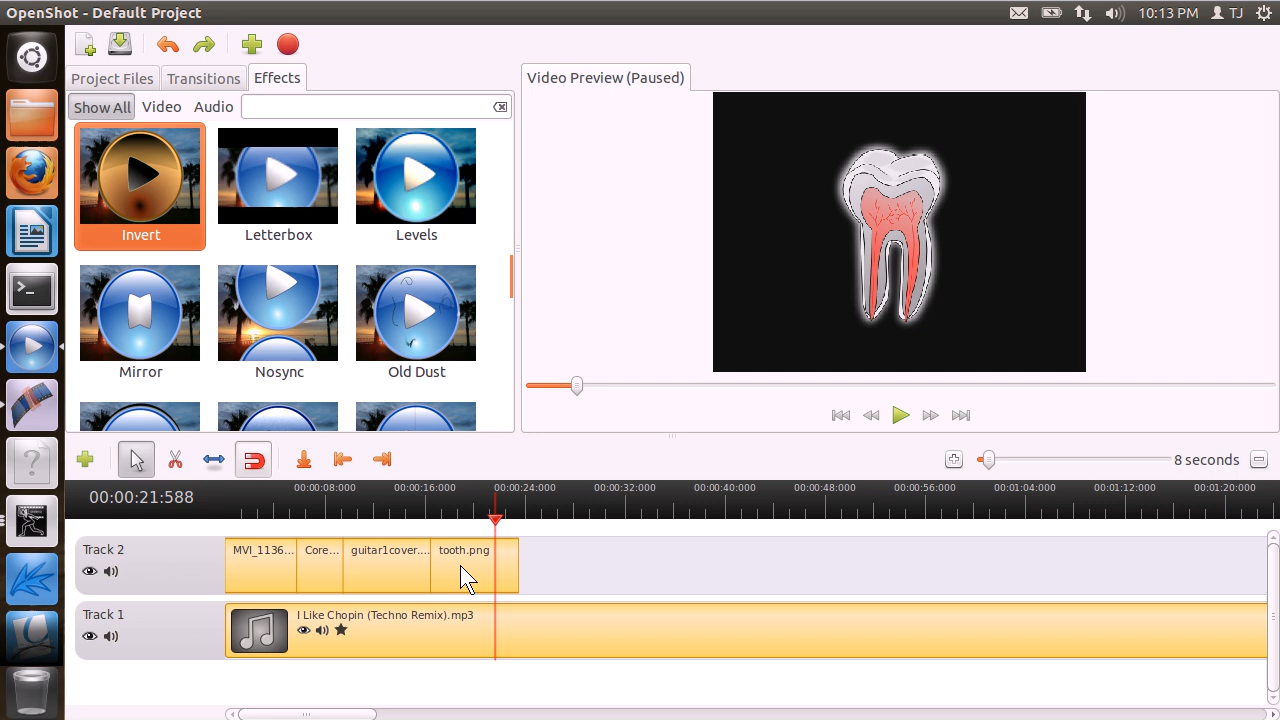 OpenShot - Default Project
10:13 PM
TJ
Project Files
Transitions
Effects
Video Preview (Paused)
Show All
Video
Audio
Invert
Letterbox
Levels
Mirror
Nosync
Old Dust
8 seconds
00:00:21:588
00:00:08:000
00:00:16:000
00:00:24:000
00:00:32:000
00:00:40:000
00:00:48:000
00:00:56:000
00:01:04:000
00:01:12:000
00:01:20:000
Track 2
MVI_1136...
Core...
guitar1cover....
tooth.png
Track 1
I Like Chopin (Techno Remix).mp3